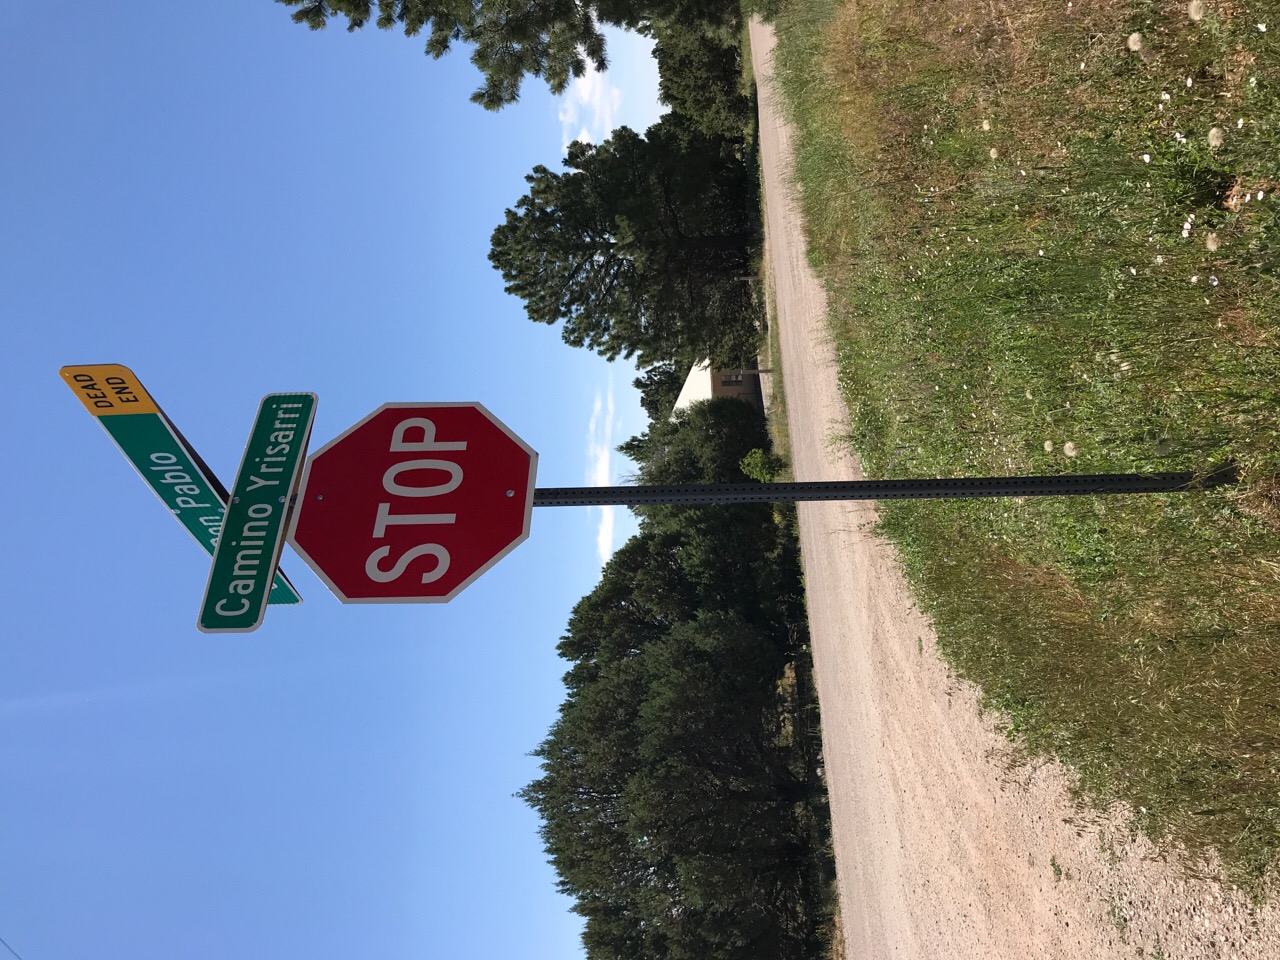 Pablo
DEAD
END
Camino Yrisarri
STOP